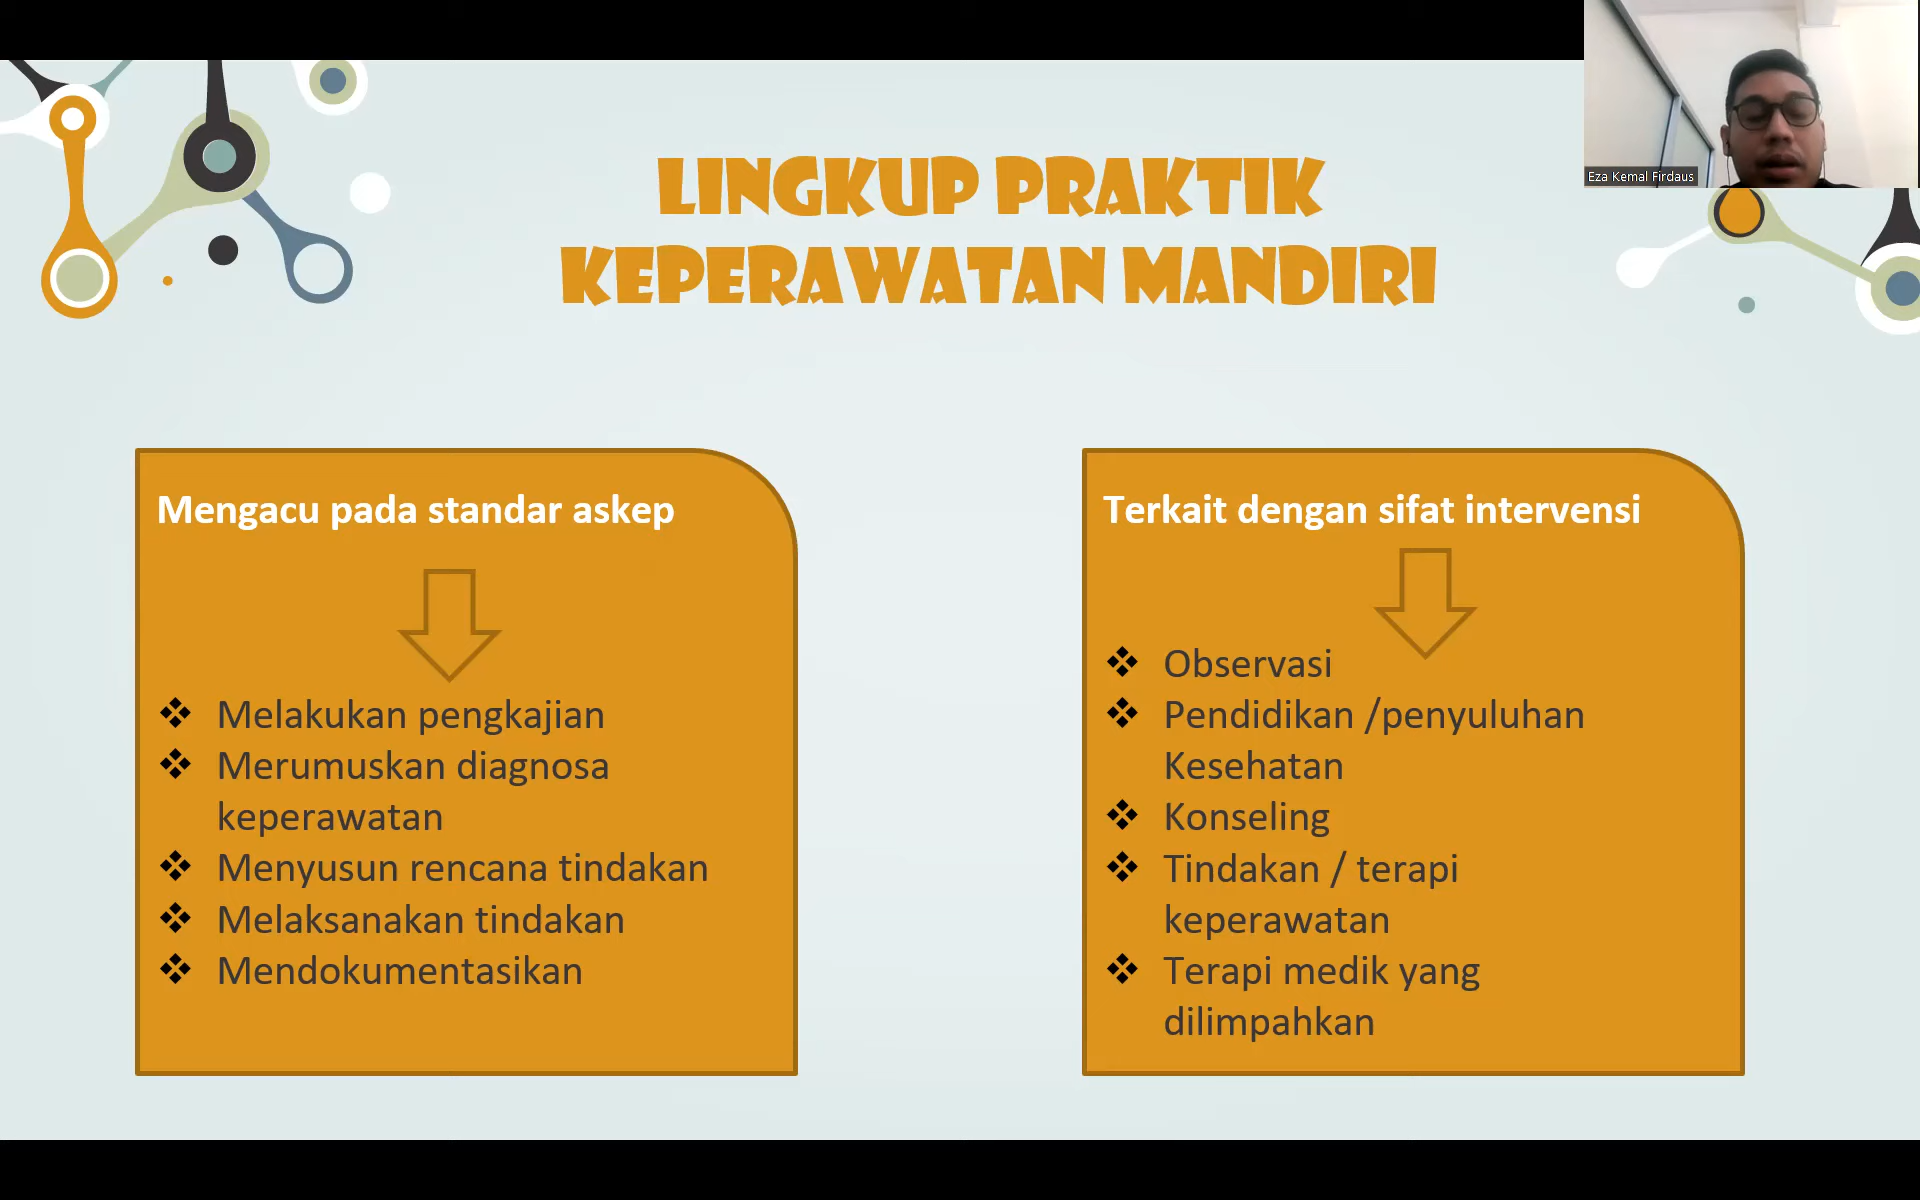 LINGKUP PRAKTIK
KEPERAWATAN MANDIRI
Eza Kemal Firdaus
Mengacu pada standar askep
❖ Melakukan pengkajian
❖ Merumuskan diagnosa
keperawatan
❖ Menyusun rencana tindakan
❖ Melaksanakan tindakan
❖ Mendokumentasikan
Terkait dengan sifat intervensi
❖ Observasi
❖ Pendidikan /penyuluhan
Kesehatan
❖ Konseling
❖ Tindakan / terapi
keperawatan
❖ Terapi medik yang
dilimpahkan